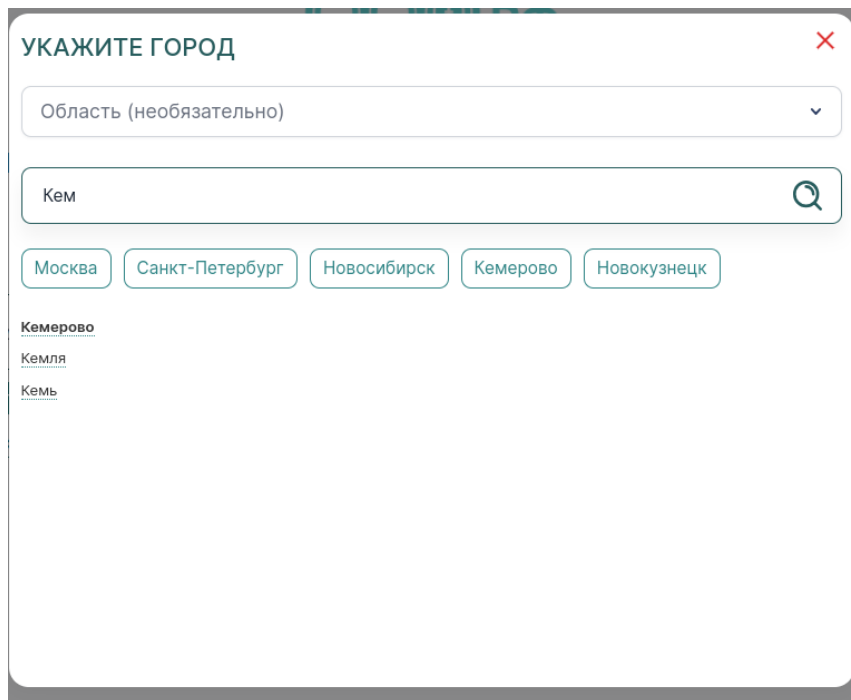 УКАЖИТЕ ГОРОД
Область (необязательно)
Кем
Москва Санкт-Петербург Новосибирск Кемерово Новокузнецк
Кемерово
Кемля
Кемь